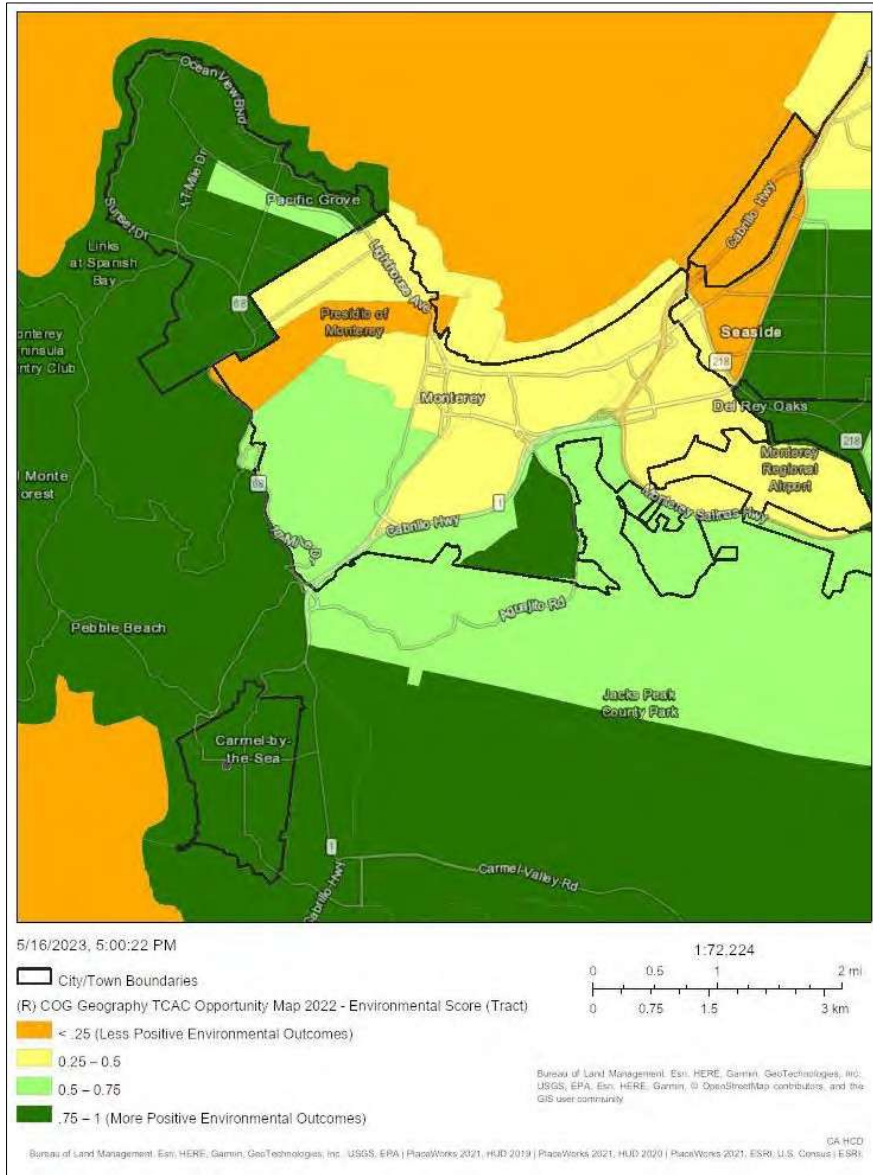 Ocean View Blvd
17 Mile Dr
Pacific Grove
Sunset Dr
Links
at Spanish
Bay
68
Lighthouse Ave
Cabrillo Hwy
Presidio of
Monterey
Seaside
218
onterey
ninsula
ntry Club
Monterey
Del Rey Oaks
218
Monterey
Regional
Airport
l Monte
orest
68
1
Cabrillo Hwy
Monterey Salinas Hwy
Aguajito Rd
Pebble Beach
Jacks Peak
County Park
Carmel-by-
the-Sea
1
Cabrillo Hwy
Carmel-Valley-Rd
5/16/2023, 5:00:22 PM
City/Town Boundaries
(R) COG Geography TCAC Opportunity Map 2022 - Environmental Score (Tract)
< .25 (Less Positive Environmental Outcomes)
0.25 – 0.5
0.5 – 0.75
.75 – 1 (More Positive Environmental Outcomes)
1:72,224
0 0.5 1 2 mi
0 0.75 1.5 3 km
Bureau of Land Management, Esri, HERE, Garmin, GeoTechnologies, Inc.,
USGS, EPA, Esri, HERE, Garmin, © OpenStreetMap contributors, and the
GIS user community
CA HCD
Bureau of Land Management, Esri, HERE, Garmin, GeoTechnologies, Inc., USGS, EPA | PlaceWorks 2021, HUD 2019 | PlaceWorks 2021, HUD 2020 | PlaceWorks 2021, ESRI, U.S. Census | ESRI,